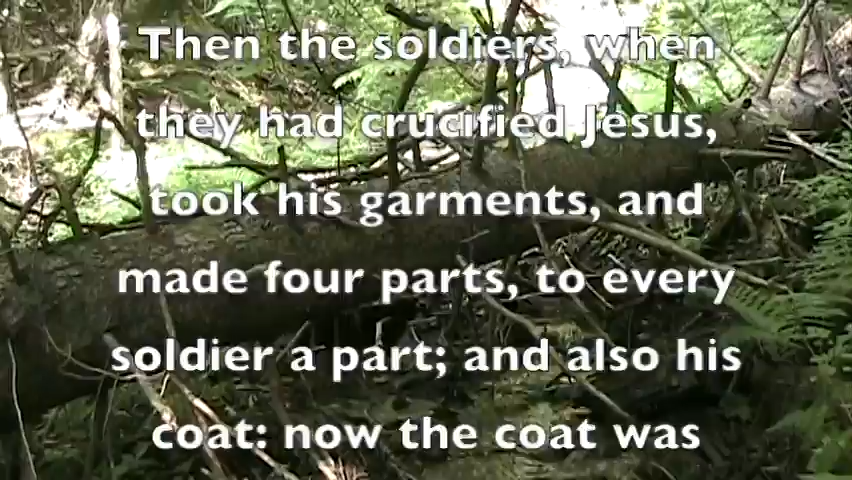 Then the soldiers, when
they had crucified Jesus,
took his garments, and
made four parts, to every
soldier a part; and also his
coat: now the coat was